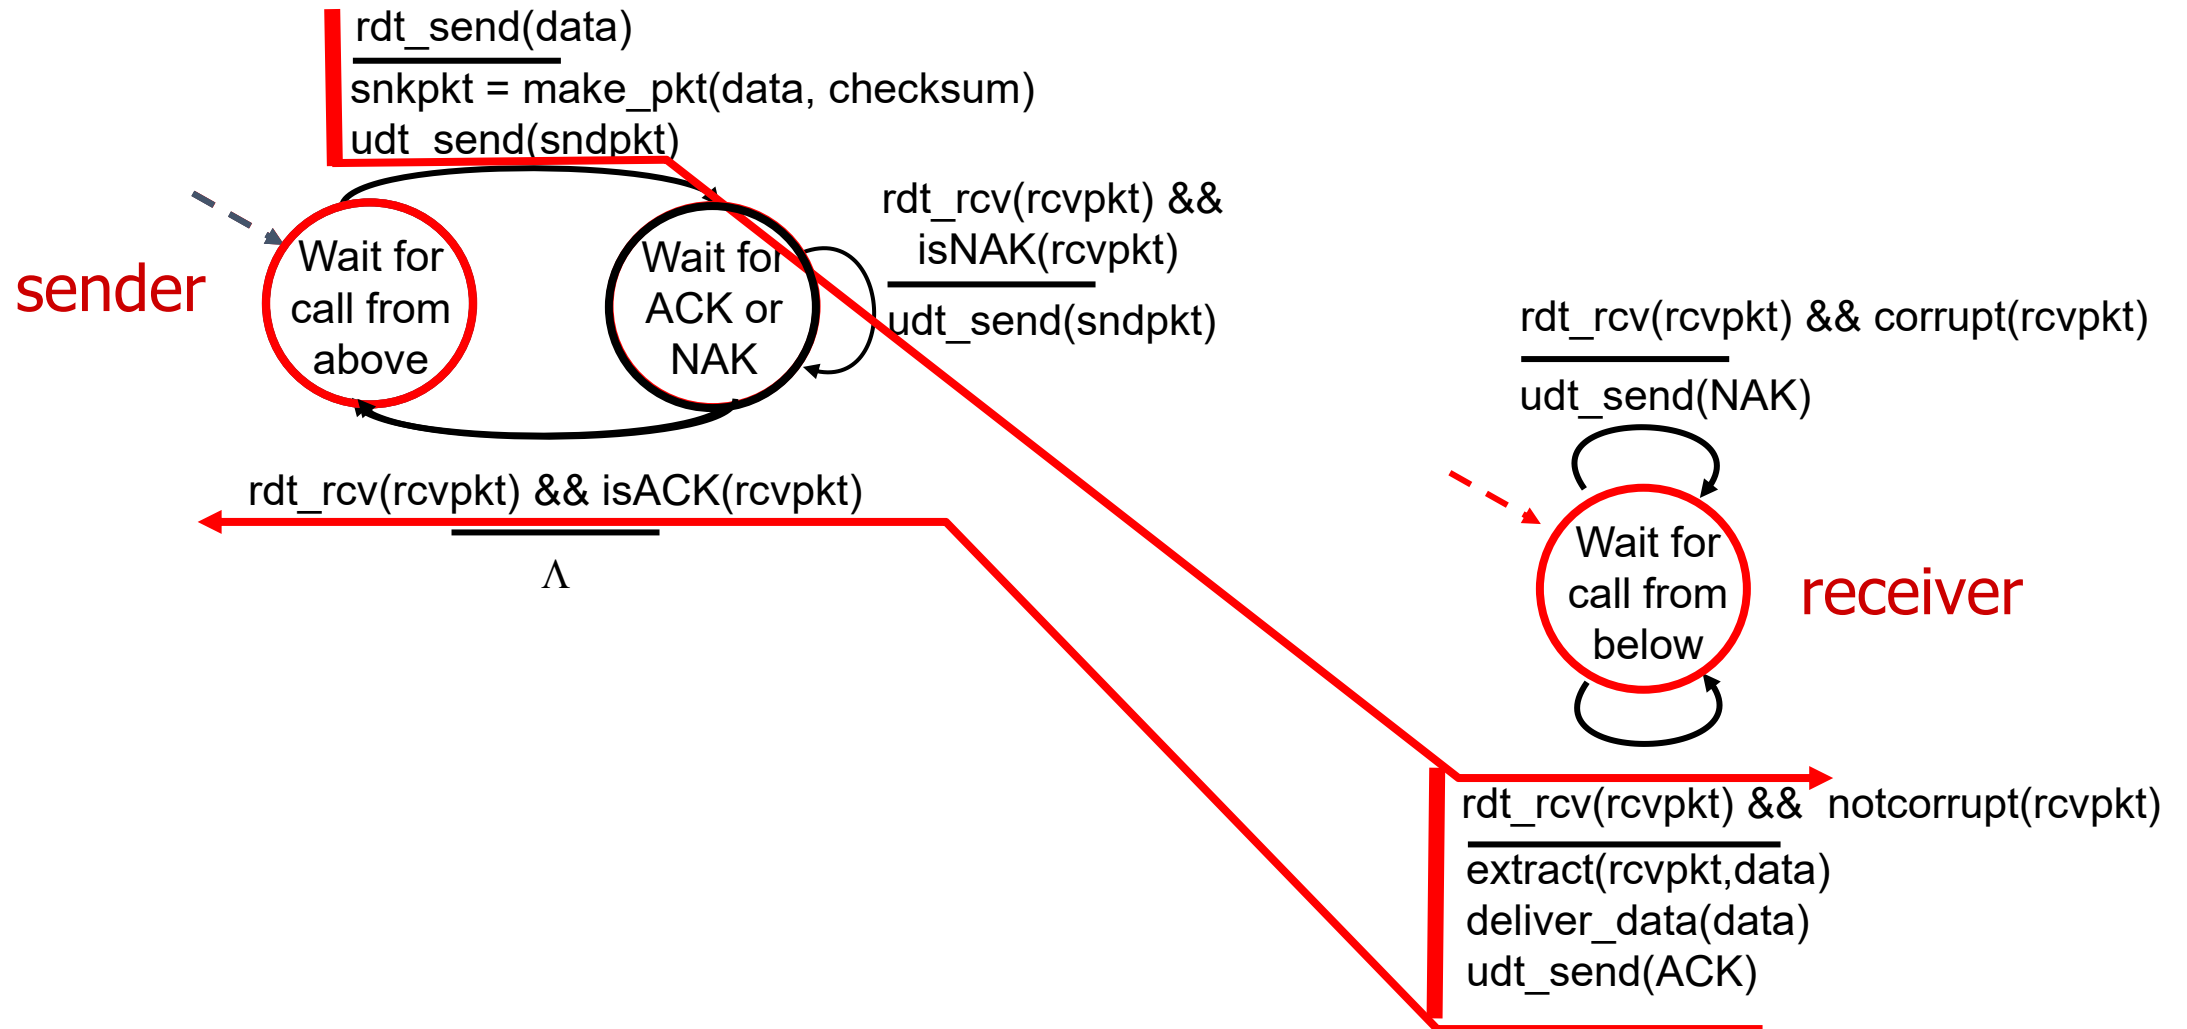 rdt_send(data)
snkpkt = make_pkt(data, checksum)
udt_send(sndpkt)
sender
Wait for
call from
above
Wait for
ACK or
NAK
rdt_rcv(rcvpkt) &&
isNAK(rcvpkt)
udt_send(sndpkt)
rdt_rcv(rcvpkt) && isACK(rcvpkt)
Λ
rdt_rcv(rcvpkt) && corrupt(rcvpkt)
udt_send(NAK)
Wait for
call from
below
receiver
rdt_rcv(rcvpkt) && notcorrupt(rcvpkt)
extract(rcvpkt,data)
deliver_data(data)
udt_send(ACK)